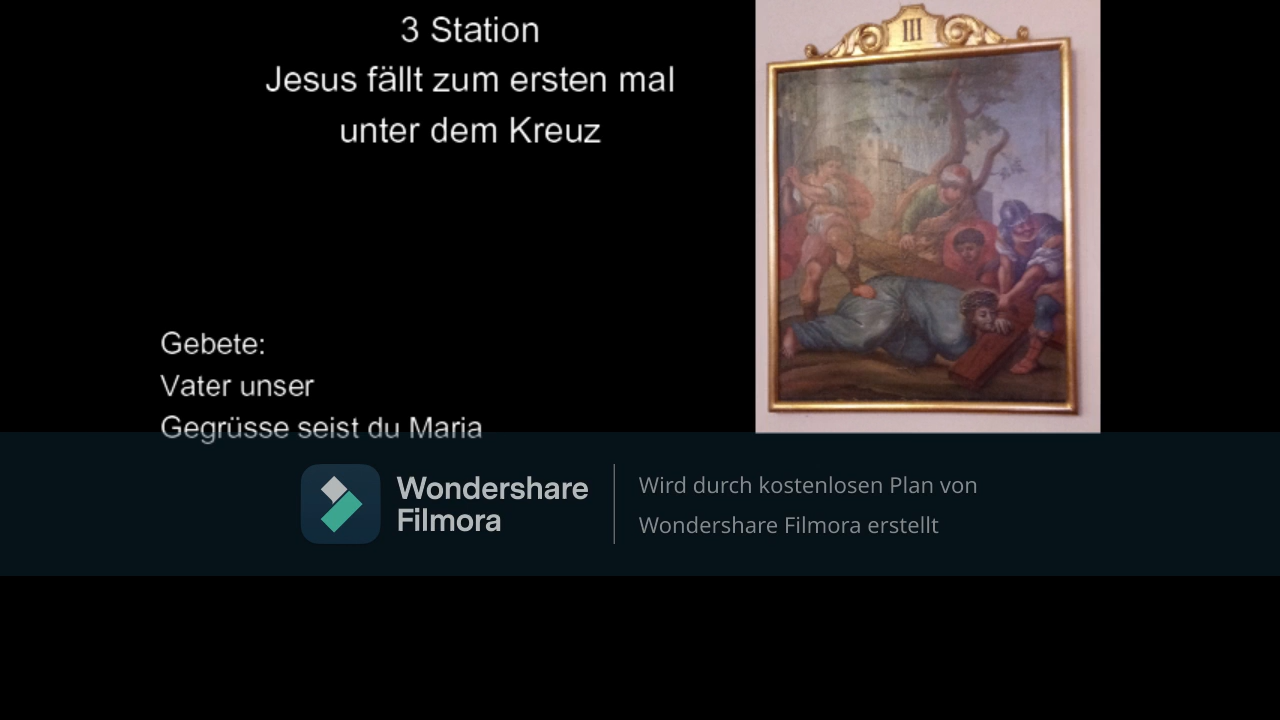 3 Station
Jesus fällt zum ersten mal
unter dem Kreuz
III
Gebete:
Vater unser
Gegrüsse seist du Maria
Wondershare
Filmora
Wird durch kostenlosen Plan von
Wondershare Filmora erstellt